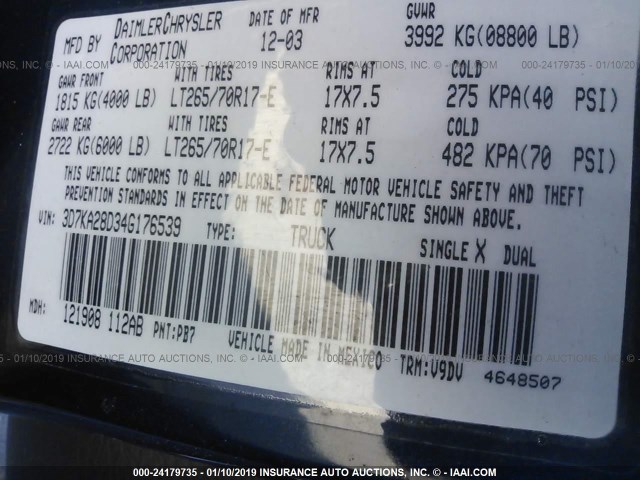 MFD BY DAIMLERCHRYSLER CORPORATION DATE OF MFR 12-03 GVWR 3992 KG(08800 LB)
GAWR FRONT WITH TIRES RIMS AT COLD
1815 KG(4000 LB) LT265/70R17-E 17X7.5 275 KPA(40 PSI)
GAWR REAR WITH TIRES RIMS AT COLD
2722 KG(6000 LB) LT265/70R17-E 17X7.5 482 KPA(70 PSI)
THIS VEHICLE CONFORMS TO ALL APPLICABLE FEDERAL MOTOR VEHICLE SAFETY AND THEFT
PREVENTION STANDARDS IN EFFECT ON THE DATE OF MANUFACTURE SHOWN ABOVE.
VIN: 3D7KA28D34G176539 TYPE: TRUCK SINGLE X DUAL
MDH: 121908 112AB PNT:PB7 VEHICLE MADE IN MEXICO TRM:V9DV 4648507
000-24179735 - 01/10/2019 INSURANCE AUTO AUCTIONS INC. - © IAAI.COM